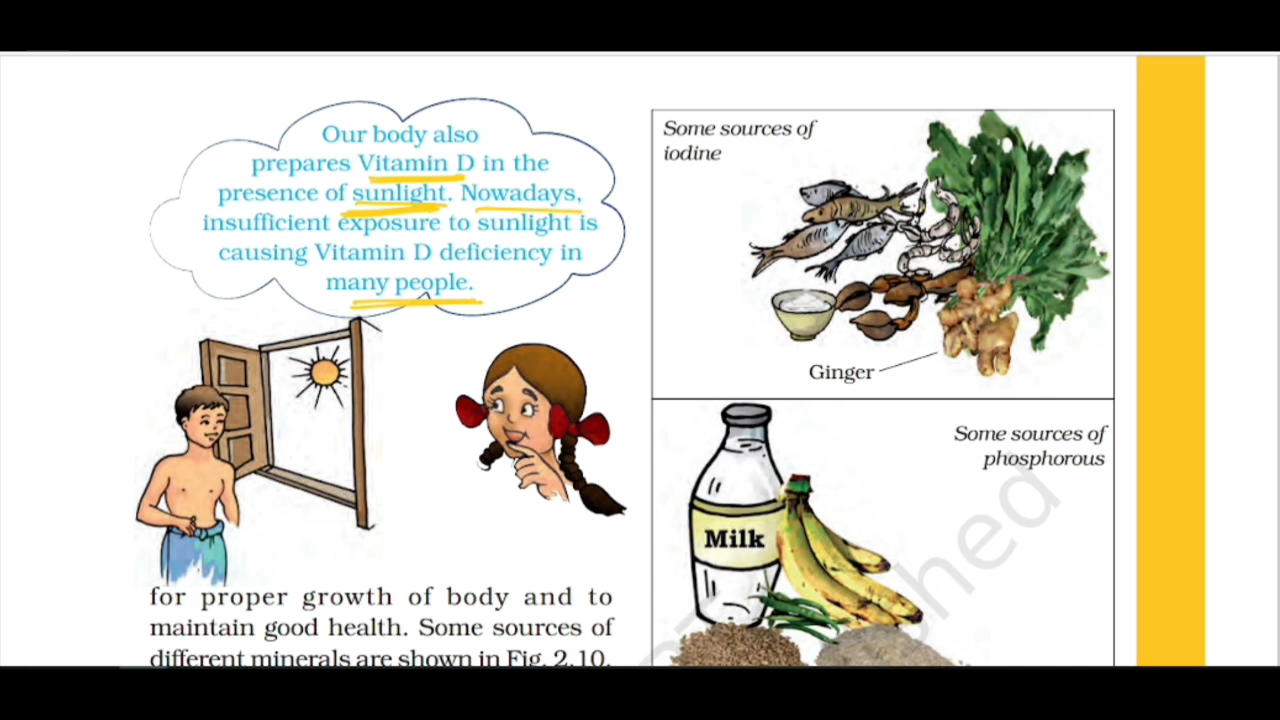 Our body also
prepares Vitamin D in the
presence of sunlight. Nowadays,
insufficient exposure to sunlight is
causing Vitamin D deficiency in
many people.
for proper growth of body and to
maintain good health. Some sources of
different minerals are shown in Fig. 2.10.
Some sources of
iodine
Ginger
Some sources of
phosphorous
Milk